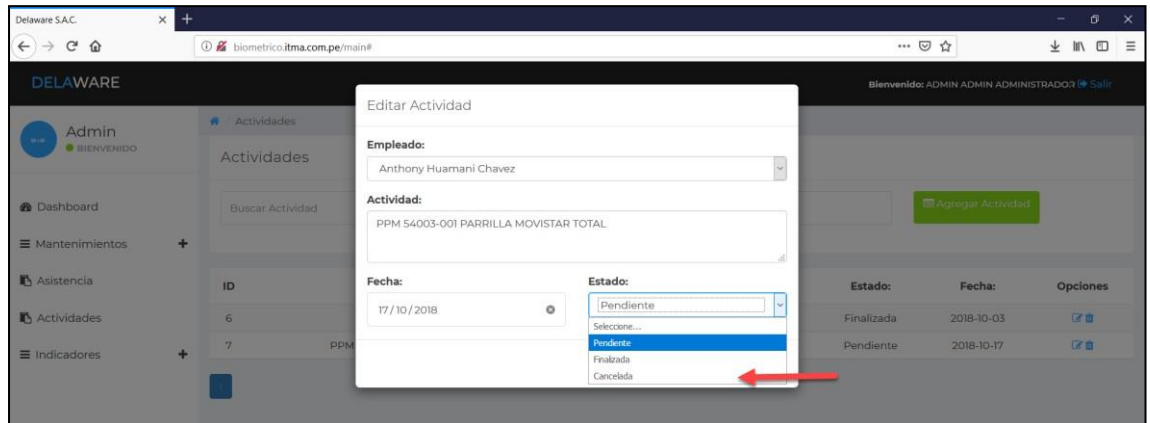 Delaware S.A.C.
biometrico.itma.com.pe/main#
DELAWARE
Bienvenido: ADMIN ADMIN ADMINISTRADOR Salir
Admin
BIENVENIDO
Dashboard
Mantenimientos
Asistencia
Actividades
Indicadores
/ Actividades
Actividades
Buscar Actividad
Agregar Actividad
ID
Estado:
Fecha:
Opciones
6
Finalizada
2018-10-03
7
PPM
Pendiente
2018-10-17
Editar Actividad
Empleado:
Anthony Huamani Chavez
Actividad:
PPM 54003-001 PARRILLA MOVISTAR TOTAL
Fecha:
17/10/2018
Estado:
Pendiente
Seleccione...
Pendiente
Finalizada
Cancelada